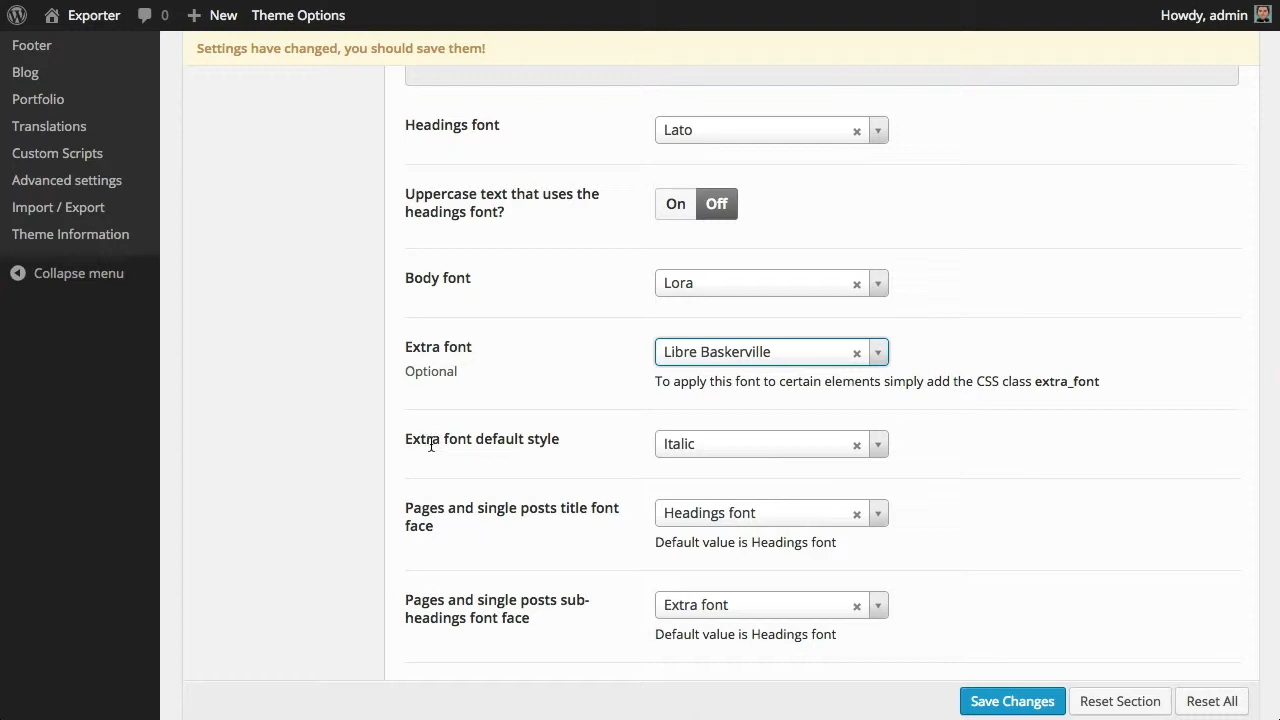 Exporter 0 New Theme Options Howdy, admin
Footer
Blog
Portfolio
Translations
Custom Scripts
Advanced settings
Import / Export
Theme Information
Collapse menu
Settings have changed, you should save them!
Headings font
Lato
Uppercase text that uses the
headings font?
On Off
Body font
Lora
Extra font
Optional
Libre Baskerville
To apply this font to certain elements simply add the CSS class extra_font
Extra font default style
Italic
Pages and single posts title font
face
Headings font
Default value is Headings font
Pages and single posts sub-
headings font face
Extra font
Default value is Headings font
Save Changes Reset Section Reset All